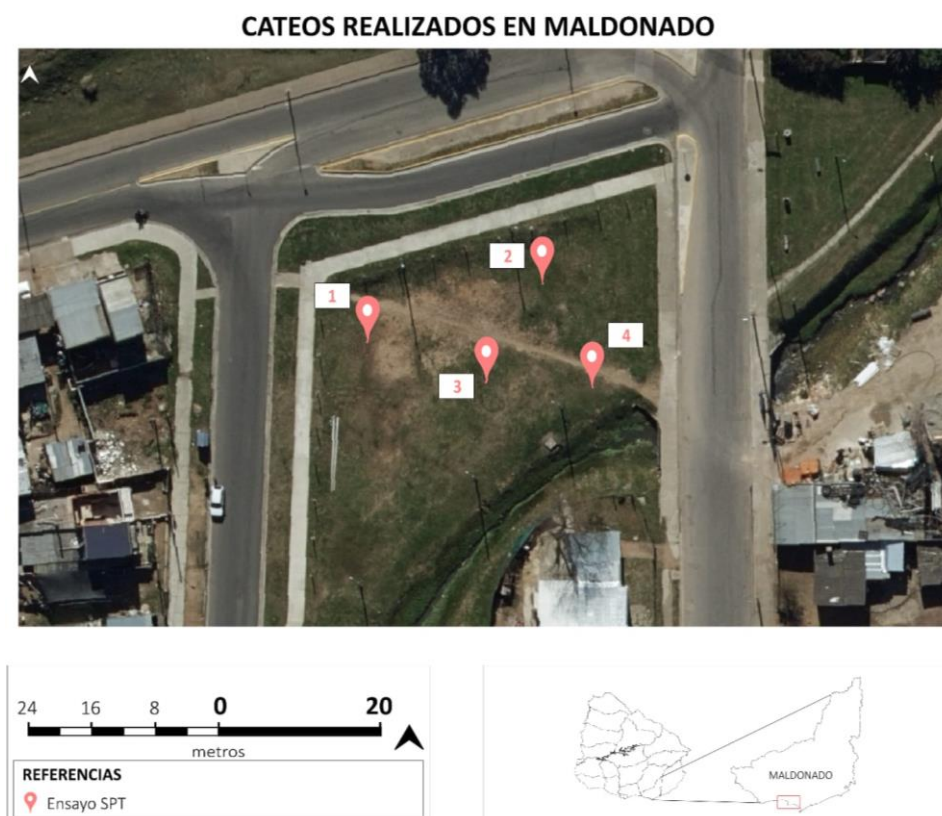 CATEOS REALIZADOS EN MALDONADO
2
1
4
3
24 16 8 0 20
metros
REFERENCIAS
Ensayo SPT
MALDONADO